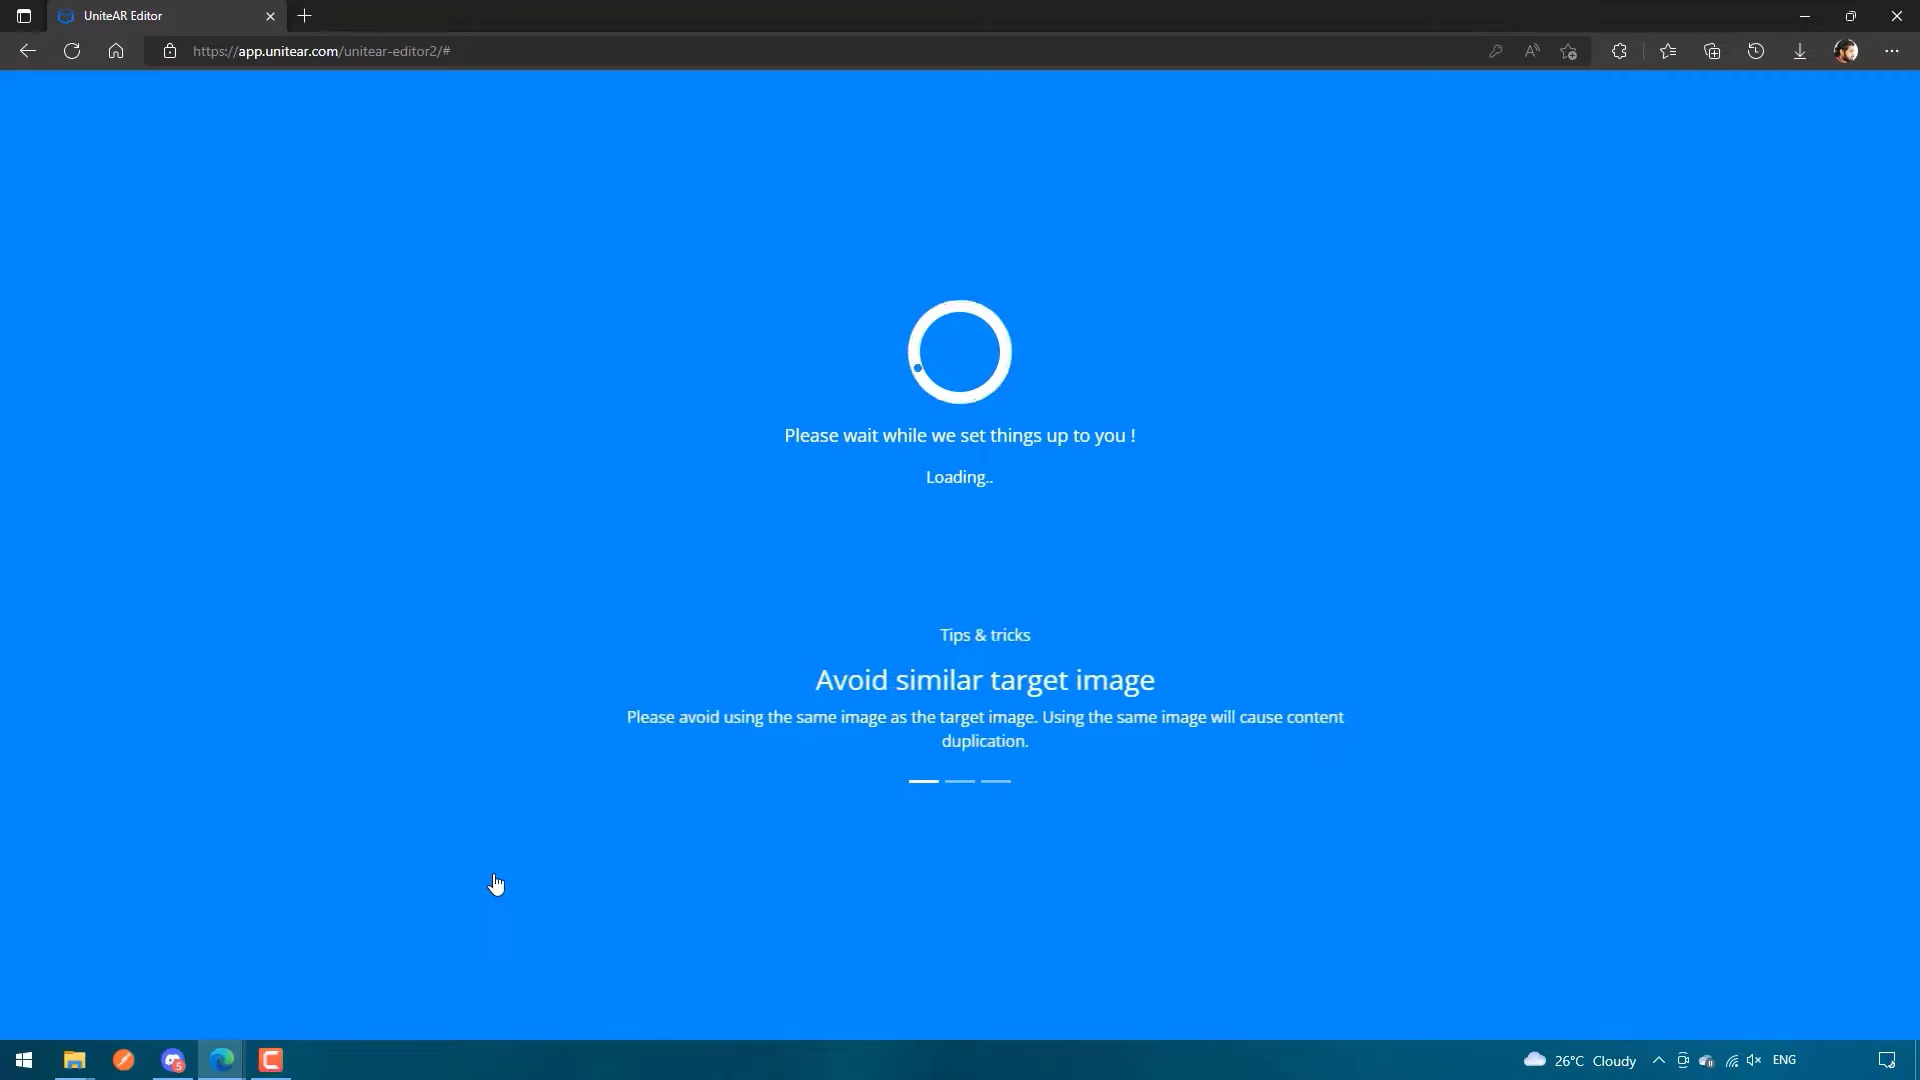 UniteAR Editor
https://app.unitear.com/unitear-editor2/#
Please wait while we set things up to you !
Loading..
Tips & tricks
Avoid similar target image
Please avoid using the same image as the target image. Using the same image will cause content
duplication.
5
26°C Cloudy
ENG